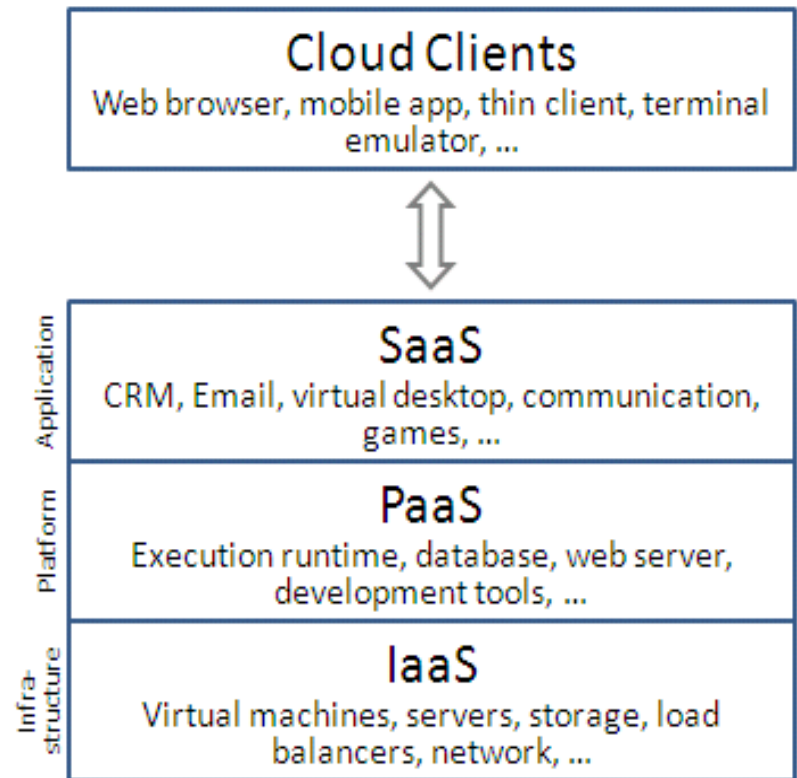 Cloud Clients
Web browser, mobile app, thin client, terminal
emulator, ...
Application
SaaS
CRM, Email, virtual desktop, communication,
games, ...
Platform
PaaS
Execution runtime, database, web server,
development tools, ...
Infra-
structure
IaaS
Virtual machines, servers, storage, load
balancers, network, ...